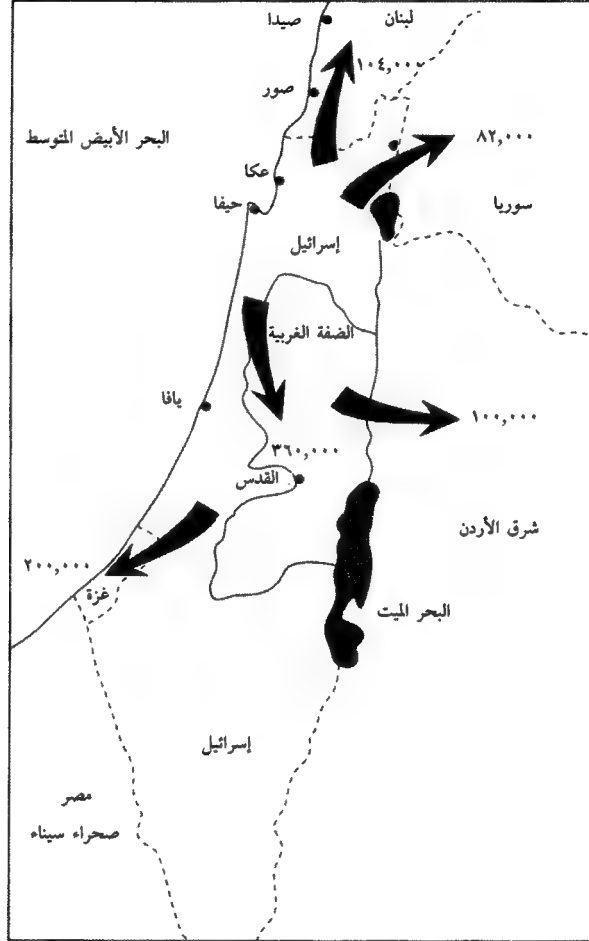 صيدا
لبنان
١٠٤,٠٠٠
صور
البحر الأبيض المتوسط
٨٢,٠٠٠
عكا
حيفا
سوريا
إسرائيل
الضفة الغربية
يافا
١٠٠,٠٠٠
٣٦٠,٠٠٠
القدس
شرق الأردن
٢٠٠,٠٠٠
غزة
البحر الميت
إسرائيل
مصر
صحراء سيناء